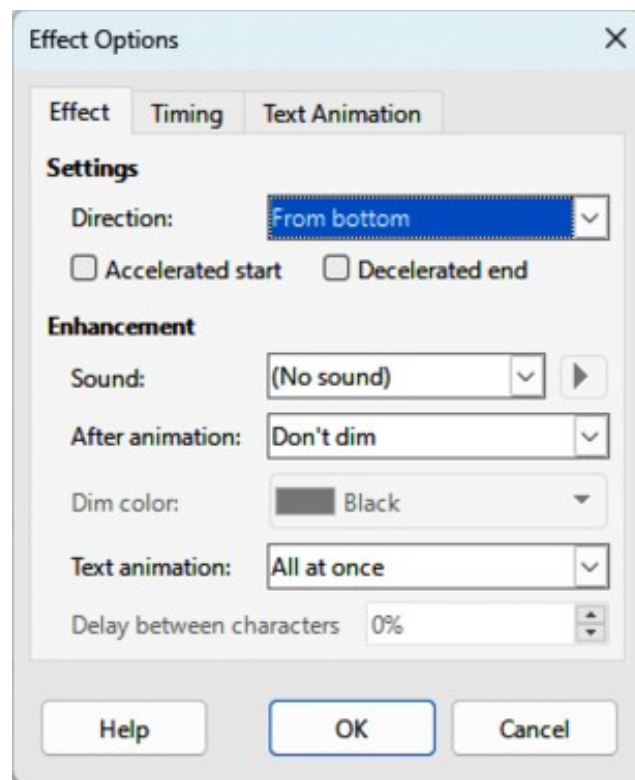 Effect Options
Effect Timing Text Animation
Settings
Direction: From bottom
Accelerated start Decelerated end
Enhancement
Sound: (No sound)
After animation: Don't dim
Dim color: Black
Text animation: All at once
Delay between characters 0%
Help OK Cancel